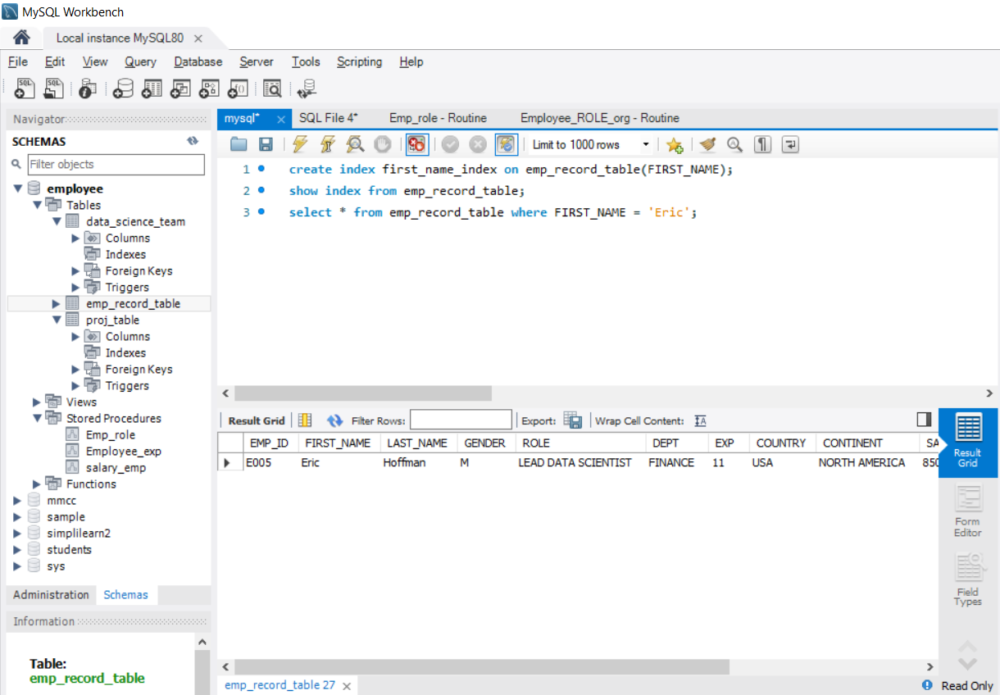 MySQL Workbench
Local instance MySQL80
File Edit View Query Database Server Tools Scripting Help
Navigator
SCHEMAS
Filter objects
employee
Tables
data_science_team
Columns
Indexes
Foreign Keys
Triggers
emp_record_table
proj_table
Columns
Indexes
Foreign Keys
Triggers
Views
Stored Procedures
Emp_role
Employee_exp
salary_emp
Functions
mmcc
sample
simplilearn2
students
sys
Administration Schemas
Information
Table:
emp_record_table
mysql* SQL File 4* Emp_role - Routine Employee_ROLE_org - Routine
Limit to 1000 rows
1 create index first_name_index on emp_record_table(FIRST_NAME);
2 show index from emp_record_table;
3 select * from emp_record_table where FIRST_NAME = 'Eric';
Result Grid Filter Rows: Export: Wrap Cell Content:
EMP_ID FIRST_NAME LAST_NAME GENDER ROLE DEPT EXP COUNTRY CONTINENT SA
E005 Eric Hoffman M LEAD DATA SCIENTIST FINANCE 11 USA NORTH AMERICA 850
Result
Grid
Form
Editor
Field
Types
emp_record_table 27
Read Only